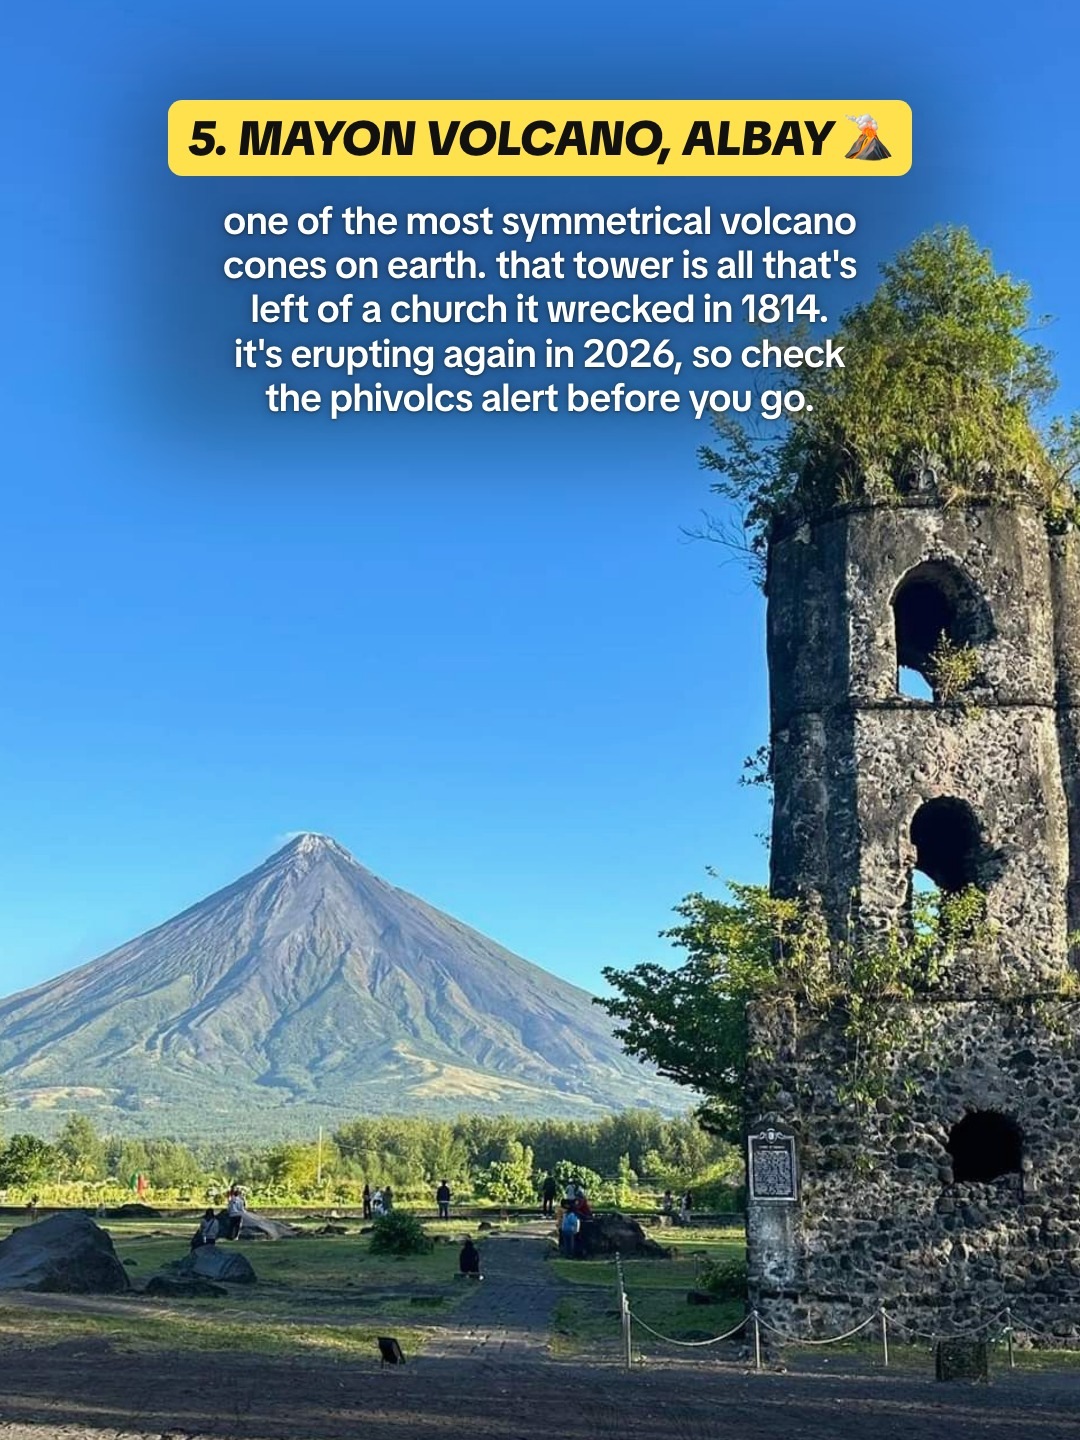 5. MAYON VOLCANO, ALBAY 🌋
one of the most symmetrical volcano
cones on earth. that tower is all that's
left of a church it wrecked in 1814.
it's erupting again in 2026, so check
the phivolcs alert before you go.